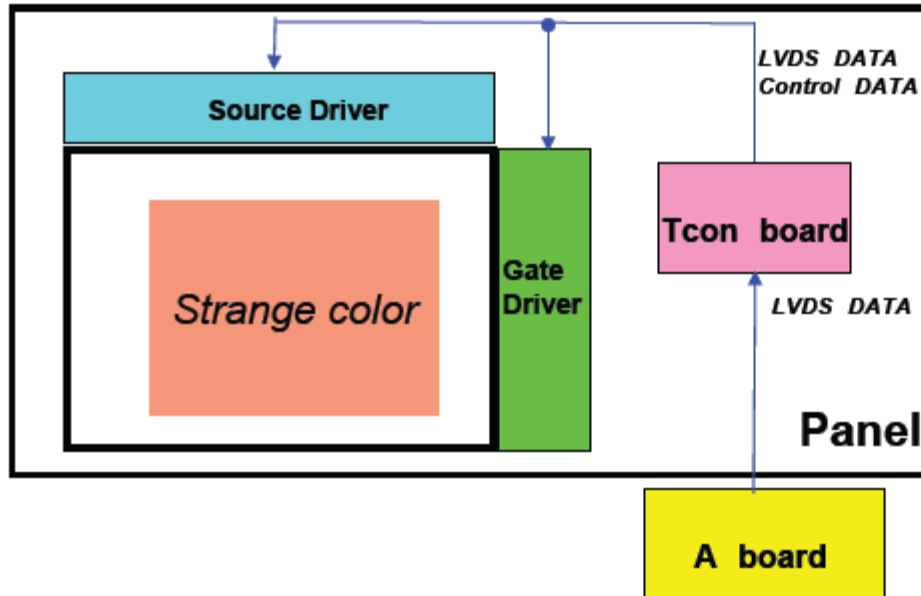 LVDS DATA
Control DATA
Source Driver
Tcon board
Gate
Driver
Strange color
LVDS DATA
Panel
A board